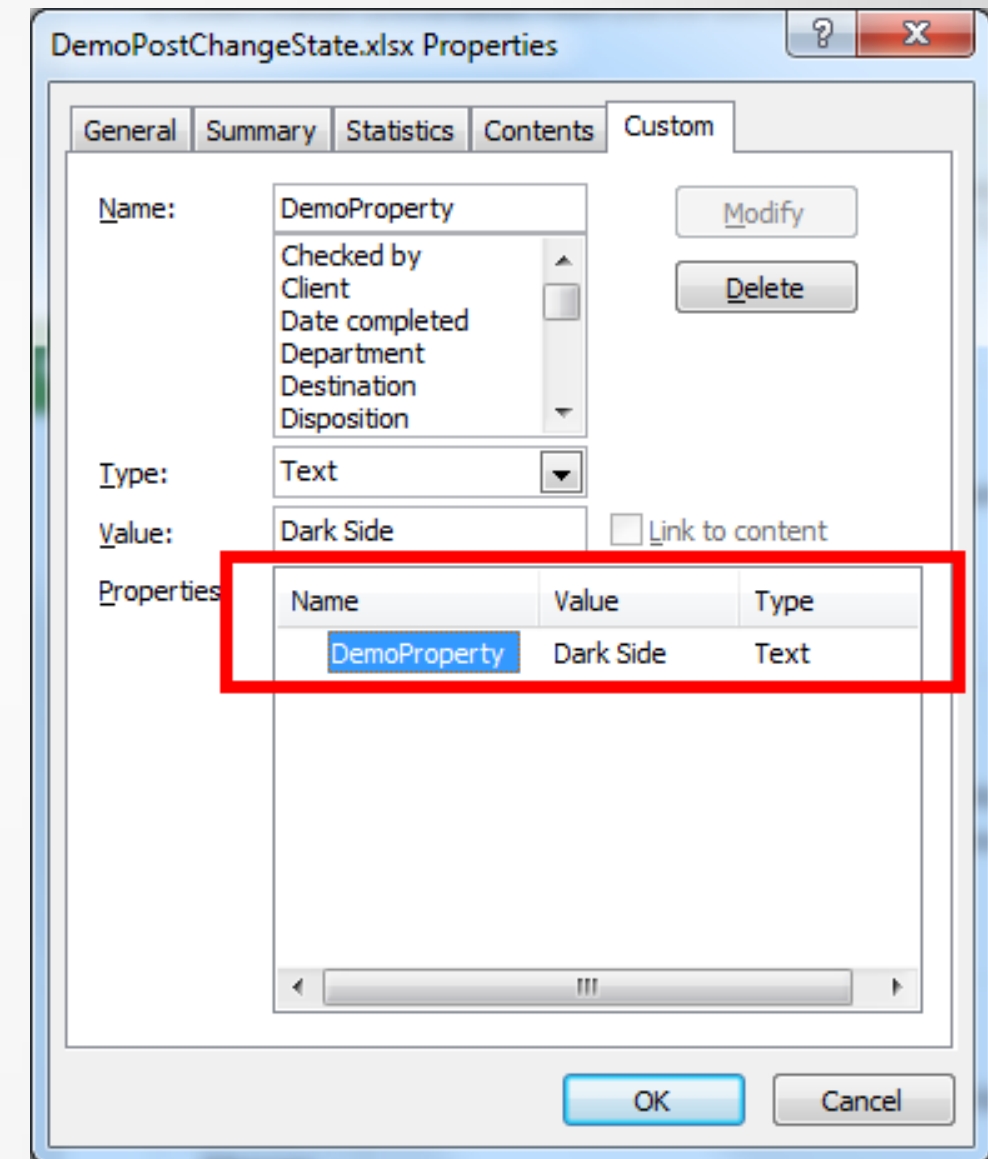 DemoPostChangeState.xlsx Properties
General Summary Statistics Contents Custom
Name: DemoProperty Modify
Checked by
Client
Delete
Date completed
Department
Destination
Disposition
Type: Text
Value: Dark Side Link to content
Properties
Name Value Type
DemoProperty Dark Side Text
OK Cancel